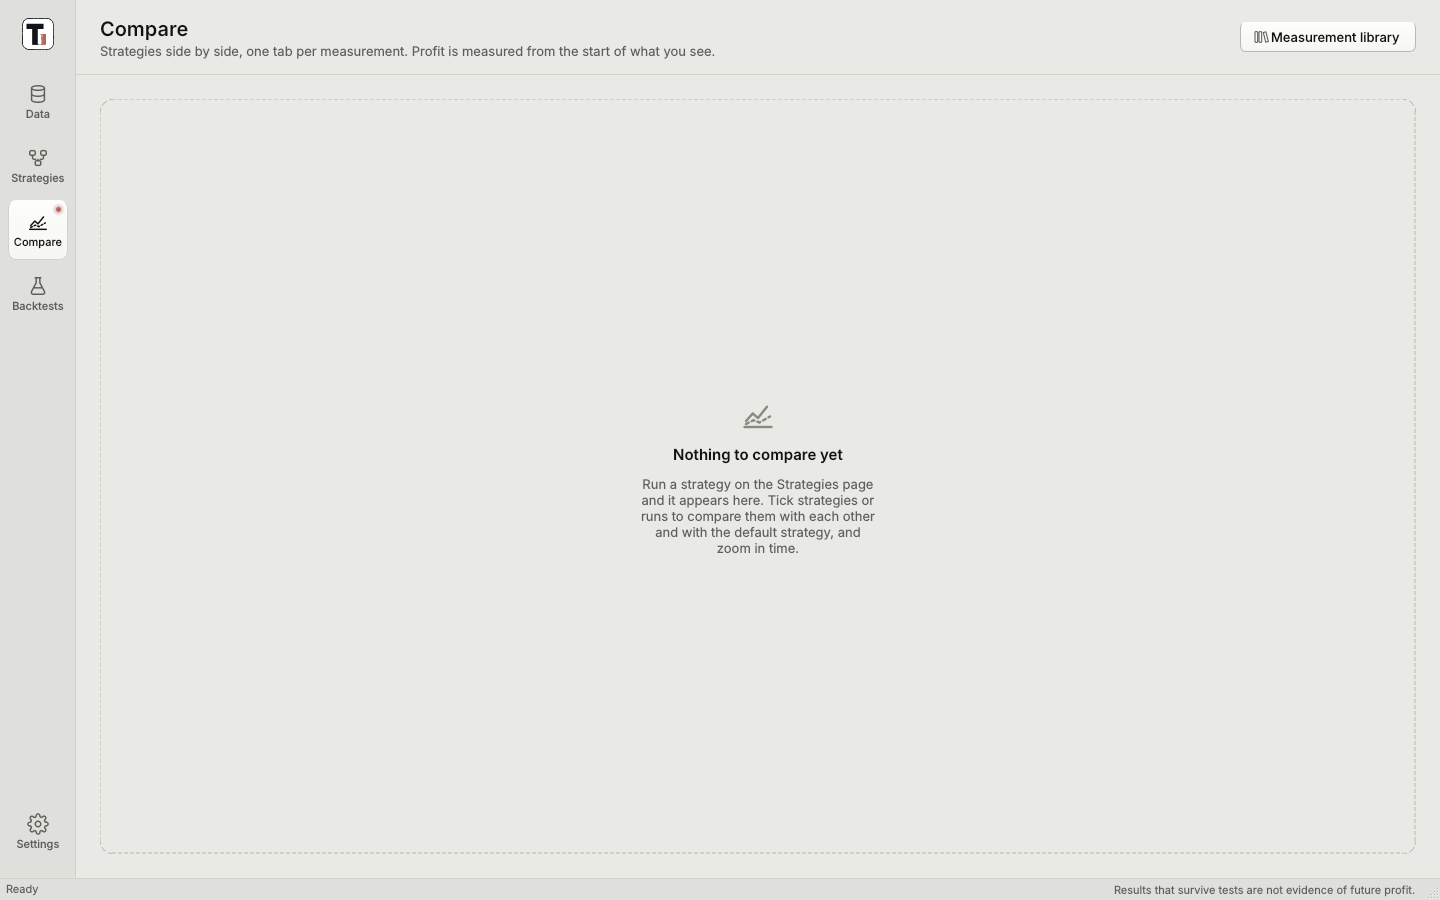 Compare
Strategies side by side, one tab per measurement. Profit is measured from the start of what you see.
Measurement library
Data
Strategies
Compare
Backtests
Nothing to compare yet
Run a strategy on the Strategies page
and it appears here. Tick strategies or
runs to compare them with each other
and with the default strategy, and
zoom in time.
Settings
Ready
Results that survive tests are not evidence of future profit.